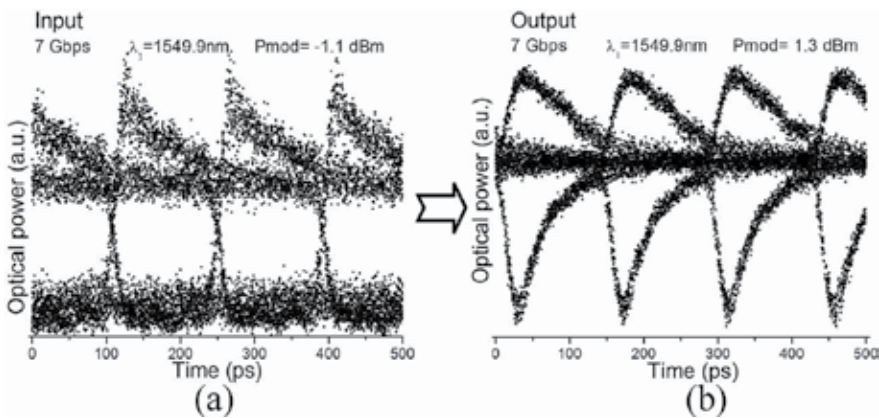 Input
7 Gbps λ₁=1549.9nm Pmod= -1.1 dBm
Optical power (a.u.)
0 100 200 300 400 500
Time (ps)
(a)
Output
7 Gbps λ₁=1549.9nm Pmod= 1.3 dBm
Optical power (a.u.)
0 100 200 300 400 500
Time (ps)
(b)